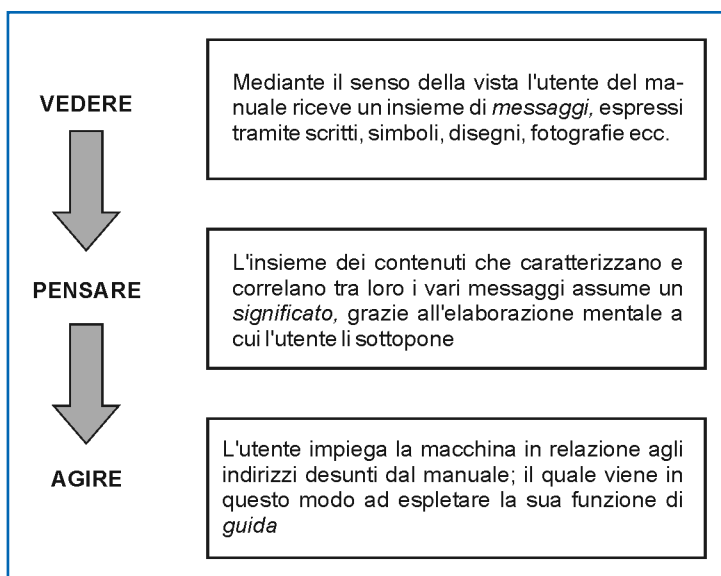 VEDERE
Mediante il senso della vista l'utente del ma-
nuale riceve un insieme di messaggi, espressi
tramite scritti, simboli, disegni, fotografie ecc.
PENSARE
L'insieme dei contenuti che caratterizzano e
correlano tra loro i vari messaggi assume un
significato, grazie all'elaborazione mentale a
cui l'utente li sottopone
AGIRE
L'utente impiega la macchina in relazione agli
indirizzi desunti dal manuale; il quale viene in
questo modo ad espletare la sua funzione di
guida